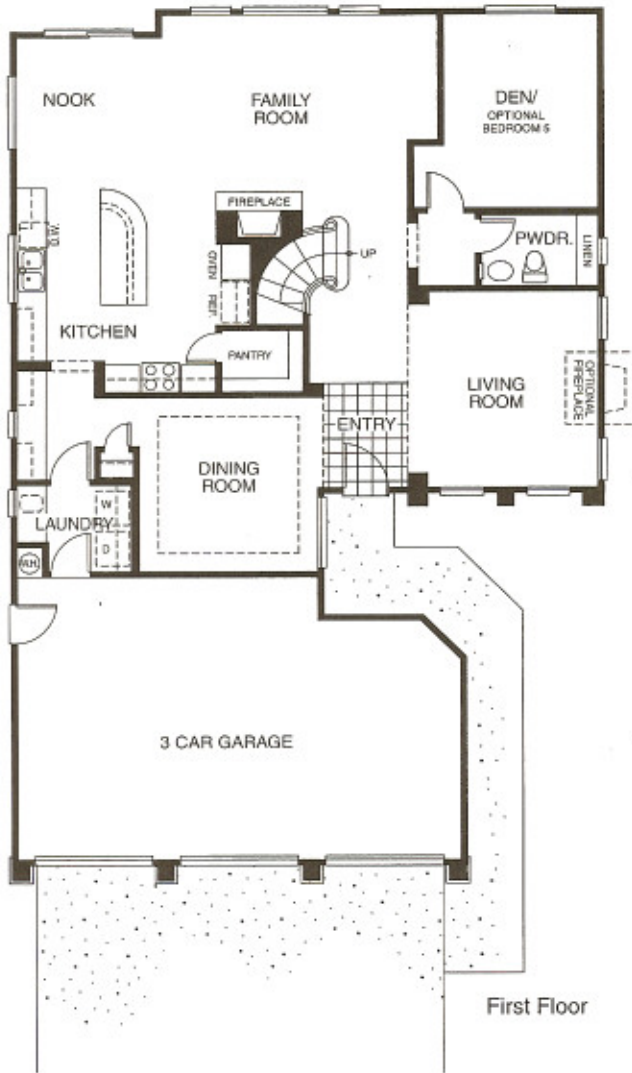 NOOK
FAMILY
ROOM
DEN/
OPTIONAL
BEDROOM 5
FIREPLACE
W.O.
OVEN
REF.
UP
PWDR.
LINEN
KITCHEN
PANTRY
LIVING
ROOM
OPTIONAL
FIREPLACE
ENTRY
DINING
ROOM
LAUNDRY
W
D
W.H.
3 CAR GARAGE
First Floor